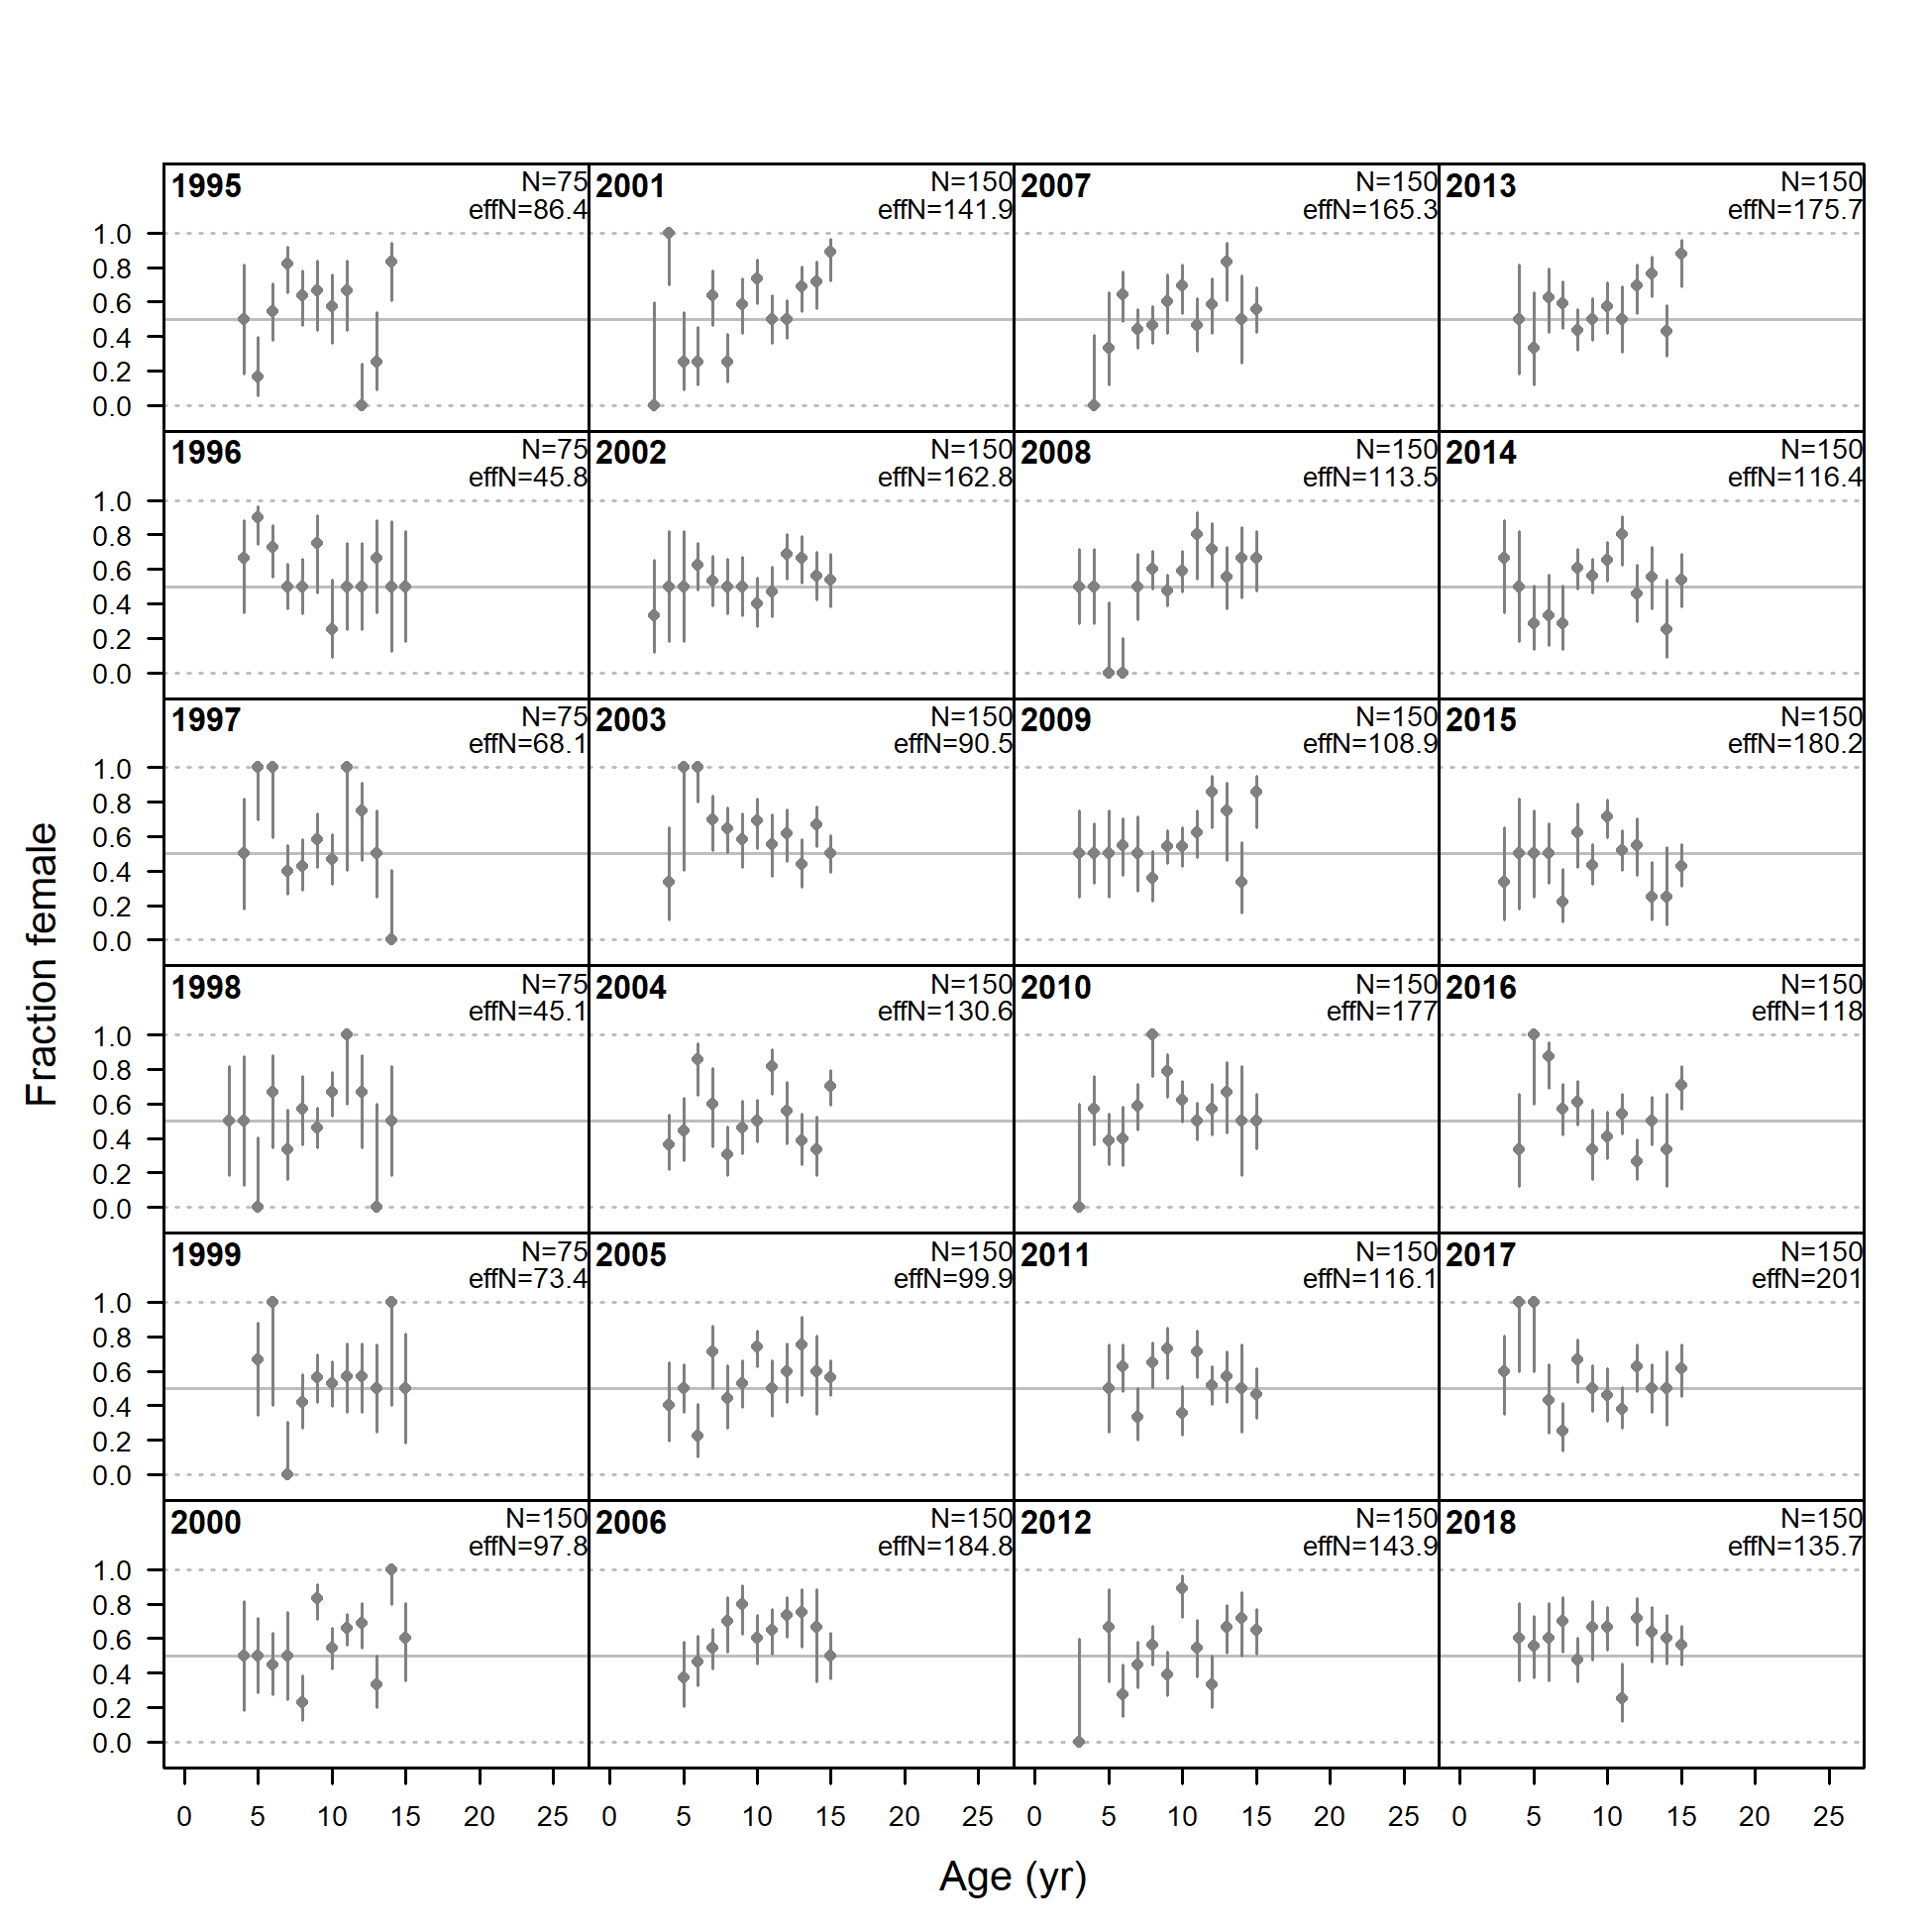 1995 N=75 2001 N=150 2007 N=150 2013 N=150
effN=86.4 effN=141.9 effN=165.3 effN=175.7
1.0
0.8
0.6
0.4
0.2
0.0
1996 N=75 2002 N=150 2008 N=150 2014 N=150
effN=45.8 effN=162.8 effN=113.5 effN=116.4
1.0
0.8
0.6
0.4
0.2
0.0
1997 N=75 2003 N=150 2009 N=150 2015 N=150
effN=68.1 effN=90.5 effN=108.9 effN=180.2
1.0
0.8
0.6
0.4
0.2
0.0
Fraction female
1998 N=75 2004 N=150 2010 N=150 2016 N=150
effN=45.1 effN=130.6 effN=177 effN=118
1.0
0.8
0.6
0.4
0.2
0.0
1999 N=75 2005 N=150 2011 N=150 2017 N=150
effN=73.4 effN=99.9 effN=116.1 effN=201
1.0
0.8
0.6
0.4
0.2
0.0
2000 N=150 2006 N=150 2012 N=150 2018 N=150
effN=97.8 effN=184.8 effN=143.9 effN=135.7
1.0
0.8
0.6
0.4
0.2
0.0
0 5 10 15 20 25 0 5 10 15 20 25 0 5 10 15 20 25 0 5 10 15 20 25
Age (yr)